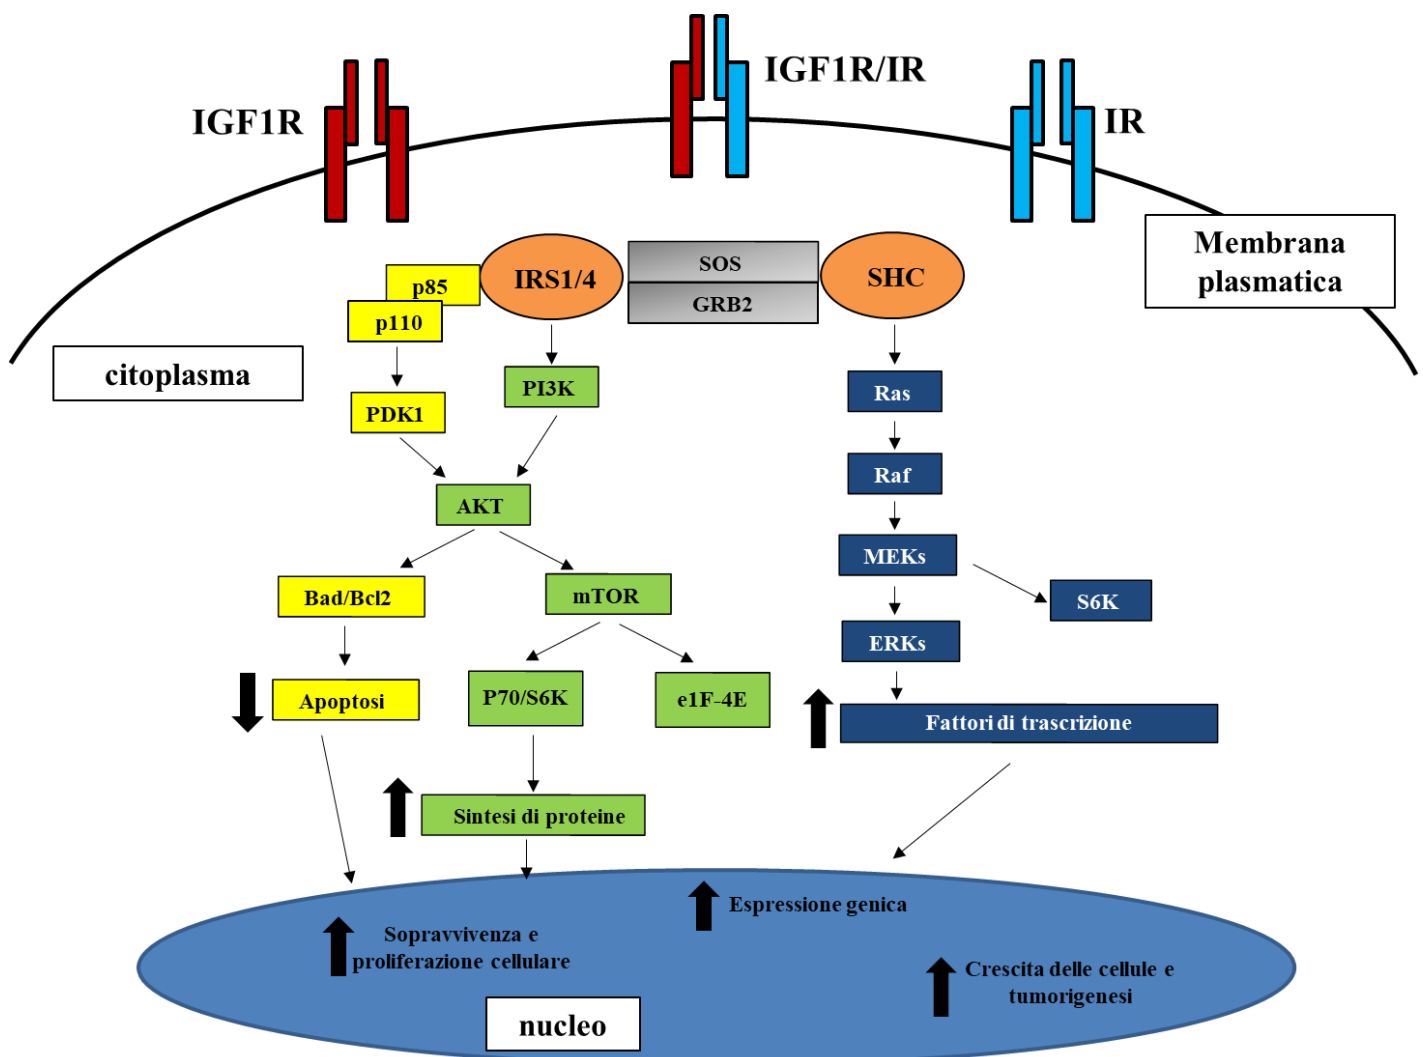 IGF1R
IGF1R/IR
IR
Membrana
plasmatica
citoplasma
p85
p110
IRS1/4
SOS
GRB2
SHC
PDK1
PI3K
Ras
Raf
AKT
MEKs
S6K
Bad/Bcl2
mTOR
ERKs
Apoptosi
P70/S6K
e1F-4E
Fattori di trascrizione
Sintesi di proteine
Espressione genica
Sopravvivenza e
proliferazione cellulare
Crescita delle cellule e
tumorigenesi
nucleo